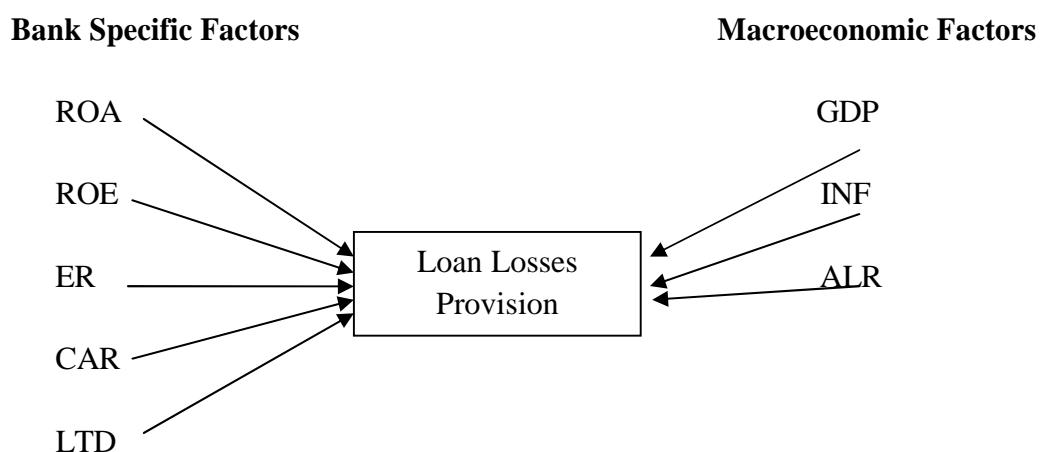 Bank Specific Factors
Macroeconomic Factors
ROA
ROE
ER
CAR
LTD
Loan Losses
Provision
GDP
INF
ALR